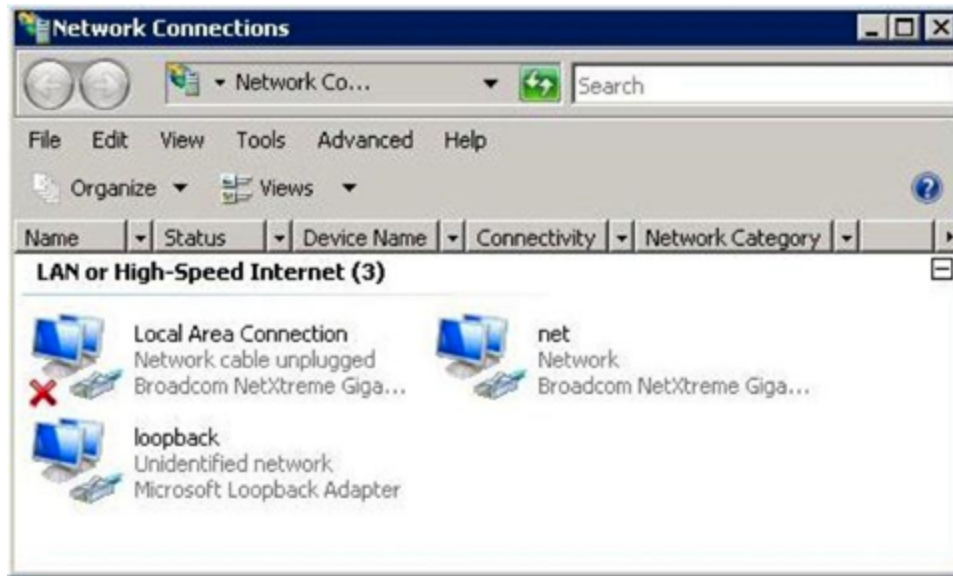 Network Connections
Network Co...
Search
File Edit View Tools Advanced Help
Organize Views
Name Status Device Name Connectivity Network Category
LAN or High-Speed Internet (3)
Local Area Connection
Network cable unplugged
Broadcom NetXtreme Giga...
net
Network
Broadcom NetXtreme Giga...
loopback
Unidentified network
Microsoft Loopback Adapter